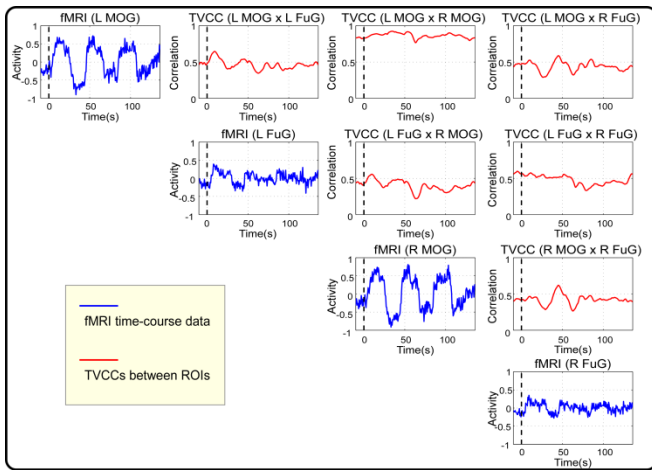 fMRI (L MOG) TVCC (L MOG x L FuG) TVCC (L MOG x R MOG) TVCC (L MOG x R FuG)
Activity 1 0.5 0 -0.5 -1
Correlation 1 0.5 0
Correlation 1 0.5 0
Correlation 1 0.5 0
0 50 100 0 50 100 0 50 100 0 50 100
Time(s) Time(s) Time(s) Time(s)
fMRI (L FuG) TVCC (L FuG x R MOG) TVCC (L FuG x R FuG)
Activity 1 0.5 0 -0.5 -1
Correlation 1 0.5 0
Correlation 1 0.5 0
0 50 100 0 50 100 0 50 100
Time(s) Time(s) Time(s)
fMRI (R MOG) TVCC (R MOG x R FuG)
Activity 1 0.5 0 -0.5 -1
Correlation 1 0.5 0
0 50 100 0 50 100
Time(s) Time(s)
fMRI time-course data
TVCCs between ROIs
fMRI (R FuG)
Activity 1 0.5 0 -0.5 -1
0 50 100
Time(s)